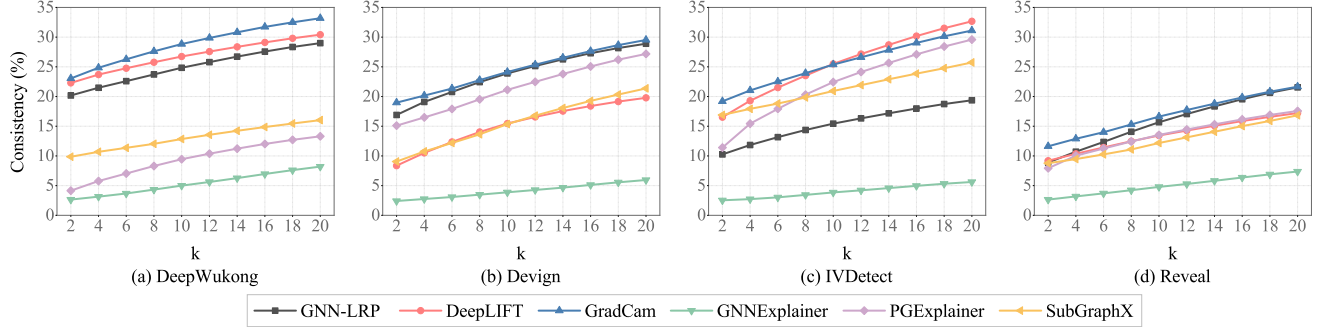 Consistency (%)
35 30 25 20 15 10 5 0
2 4 6 8 10 12 14 16 18 20
k
(a) DeepWukong
35 30 25 20 15 10 5 0
2 4 6 8 10 12 14 16 18 20
k
(b) Devign
35 30 25 20 15 10 5 0
2 4 6 8 10 12 14 16 18 20
k
(c) IVDetect
35 30 25 20 15 10 5 0
2 4 6 8 10 12 14 16 18 20
k
(d) Reveal
GNN-LRP DeepLIFT GradCam GNNExplainer PGExplainer SubGraphX